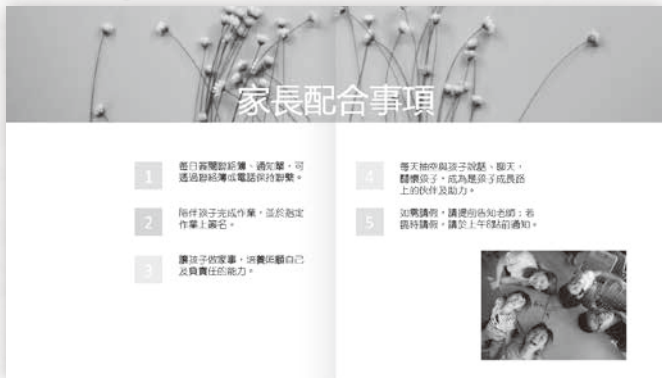 家長配合事項
1
每日簽閱聯絡簿、通知單,可
透過聯絡簿或電話保持聯繫。
2
陪伴孩子完成作業,並於指定
作業上簽名。
3
讓孩子做家事,培養照顧自己
及負責任的能力。
4
每天抽空與孩子說話、聊天,
關懷孩子,成為是孩子成長路
上的伙伴及助力。
5
如需請假,請提前告知老師;若
臨時請假,請於上午8點前通知。